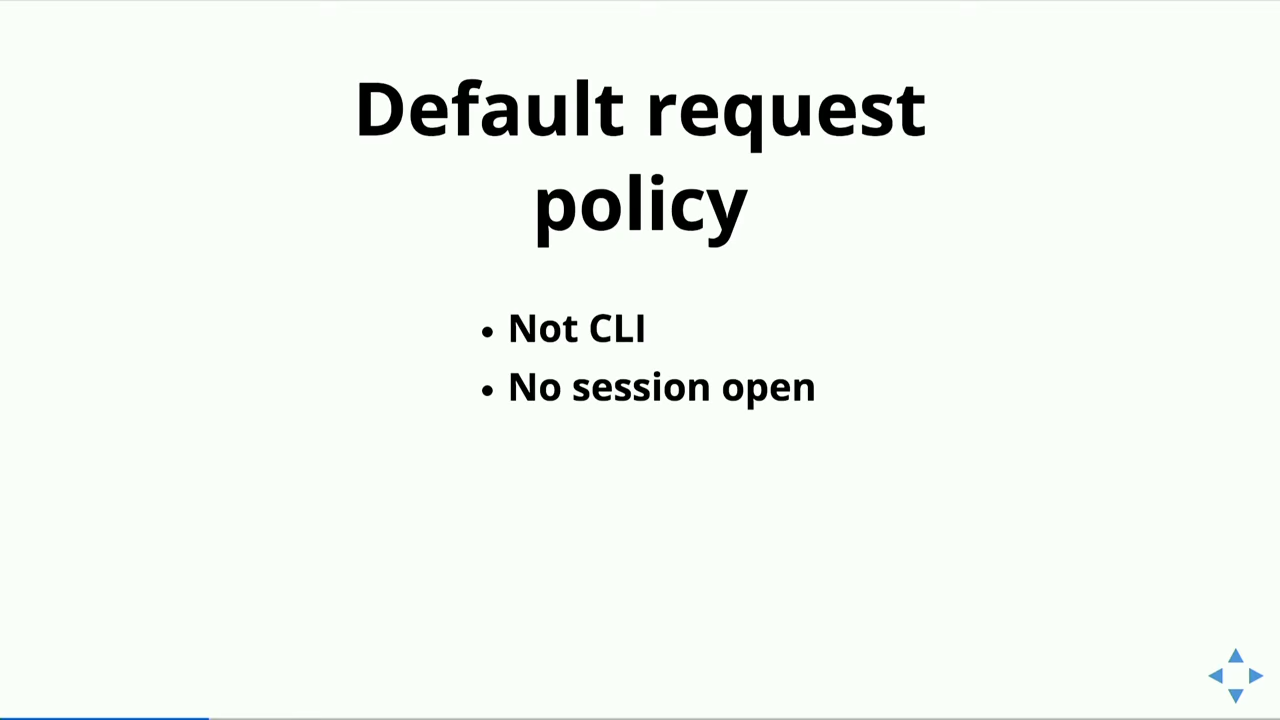 Default request
policy
• Not CLI
• No session open